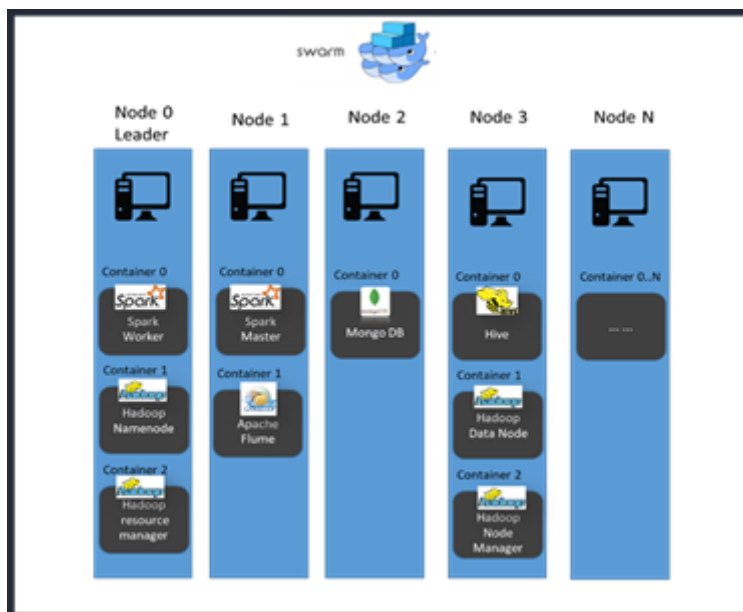 swarm
Node 0
Leader
Node 1
Node 2
Node 3
Node N
Container 0
Spark
Spark
Worker
Container 1
Hadoop
Namenode
Container 2
Hadoop
resource
manager
Container 0
Spark
Spark
Master
Container 1
Apache
Flume
Container 0
Mongo DB
Container 0
Hive
Container 1
Hadoop
Data Node
Container 2
Hadoop
Node
Manager
Container 0..N
... ...